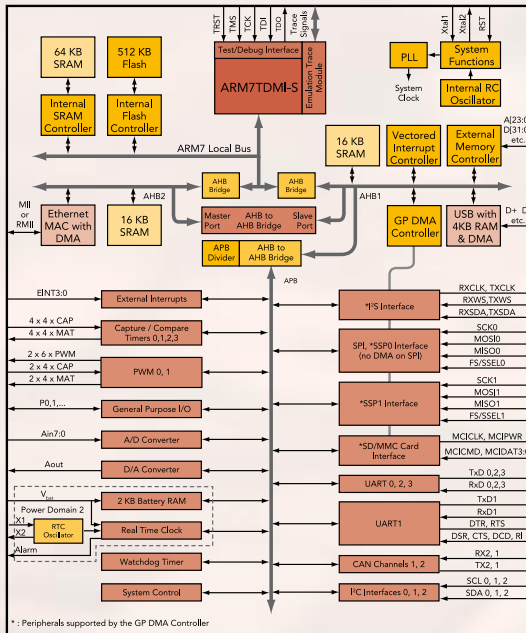 TRST
TMS
TCK
TDI
TDO
Trace
Signals
Xtal1
Xtal2
RST
64 KB
SRAM
512 KB
Flash
Test/Debug Interface
ARM7TDMI-S
Emulation Trace
Module
PLL
System
Functions
System
Clock
Internal RC
Oscillator
Internal
SRAM
Controller
Internal
Flash
Controller
ARM7 Local Bus
16 KB
SRAM
Vectored
Interrupt
Controller
External
Memory
Controller
A[23:0
D[31:0
etc.
AHB
Bridge
AHB
Bridge
AHB2
AHB1
MII
or
RMII
Ethernet
MAC with
DMA
16 KB
SRAM
Master
Port
AHB to
AHB Bridge
Slave
Port
GP DMA
Controller
USB with
4KB RAM
& DMA
D+ D
etc.
APB
Divider
AHB to
AHB Bridge
APB
EINT3:0
External Interrupts
4 x 4 x CAP
4 x 4 x MAT
Capture / Compare
Timers 0,1,2,3
2 x 6 x PWM
2 x 4 x CAP
2 x 4 x MAT
PWM 0, 1
P0,1,...
General Purpose I/O
Ain7:0
A/D Converter
Aout
D/A Converter
Vbat
2 KB Battery RAM
Power Domain 2
X1
X2
RTC
Oscillator
Real Time Clock
Alarm
Watchdog Timer
System Control
*I²S Interface
RXCLK, TXCLK
RXWS,TXWS
RXSDA,TXSDA
SPI, *SSP0 Interface
(no DMA on SPI)
SCK0
MOSI0
MISO0
FS/SSEL0
*SSP1 Interface
SCK1
MOSI1
MISO1
FS/SSEL1
*SD/MMC Card
Interface
MCICLK, MCIPWR
MCICMD, MCIDAT3:0
UART 0, 2, 3
TxD 0,2,3
RxD 0,2,3
UART1
TxD1
RxD1
DTR, RTS
DSR, CTS, DCD, RI
CAN Channels 1, 2
RX2, 1
TX2, 1
I²C Interfaces 0, 1, 2
SCL 0, 1, 2
SDA 0, 1, 2
* : Peripherals supported by the GP DMA Controller